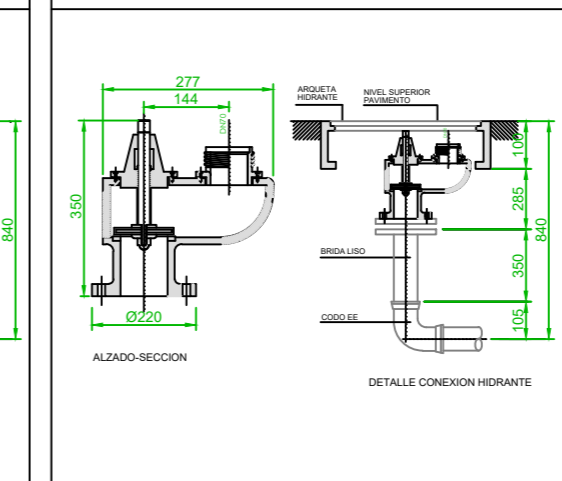 840
277
144
DN70
350
Ø220
ALZADO-SECCION
ARQUETA
HIDRANTE
NIVEL SUPERIOR
PAVIMENTO
100
285
840
350
105
BRIDA LISO
CODO EE
DETALLE CONEXION HIDRANTE